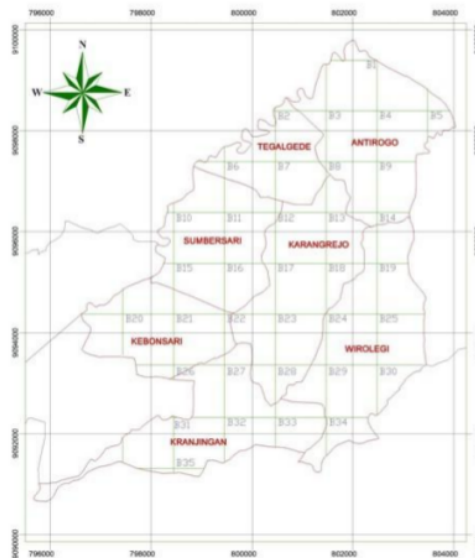 796000 798000 800000 802000 804000
9100000
N
W E
S
B1
B2 B3 B4 B5
9098000
TEGALGEDE ANTIROGO
B6 B7 B8 B9
B10 B11 B12 B13 B14
9096000
SUMBERSARI KARANGREJO
B15 B16 B17 B18 B19
B20 B21 B22 B23 B24 B25
9094000
KEBONSARI WIROLEGI
B26 B27 B28 B29 B30
B31 B32 B33 B34
9092000
KRANJINGAN
B35
9090000
796000 798000 800000 802000 804000